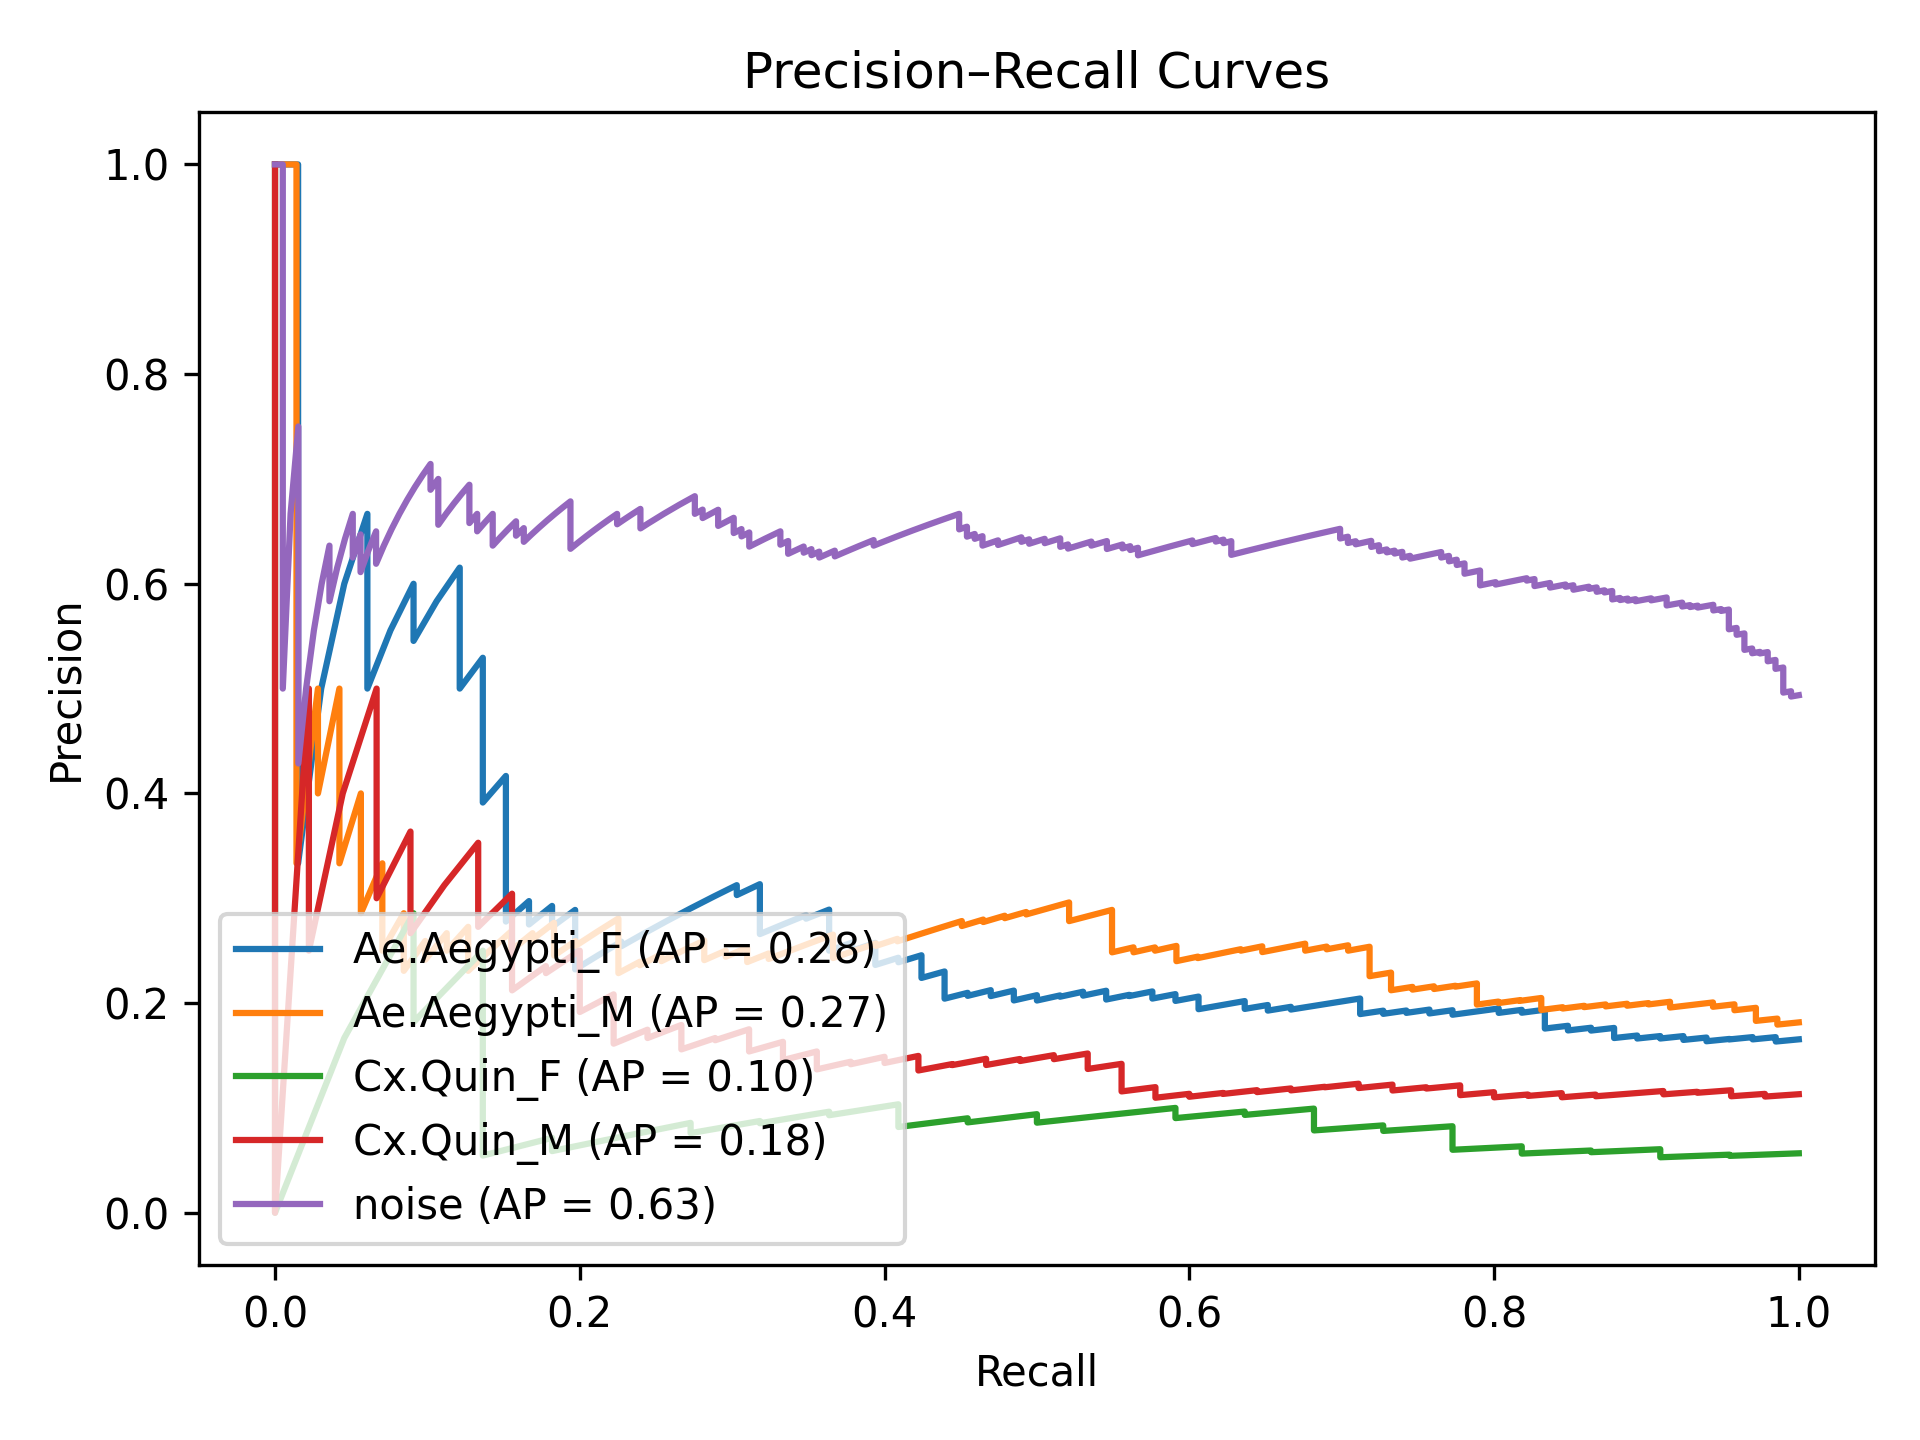 Precision–Recall Curves
1.0
0.8
0.6
0.4
0.2
0.0
Precision
Ae.Aegypti_F (AP = 0.28)
Ae.Aegypti_M (AP = 0.27)
Cx.Quin_F (AP = 0.10)
Cx.Quin_M (AP = 0.18)
noise (AP = 0.63)
0.0 0.2 0.4 0.6 0.8 1.0
Recall